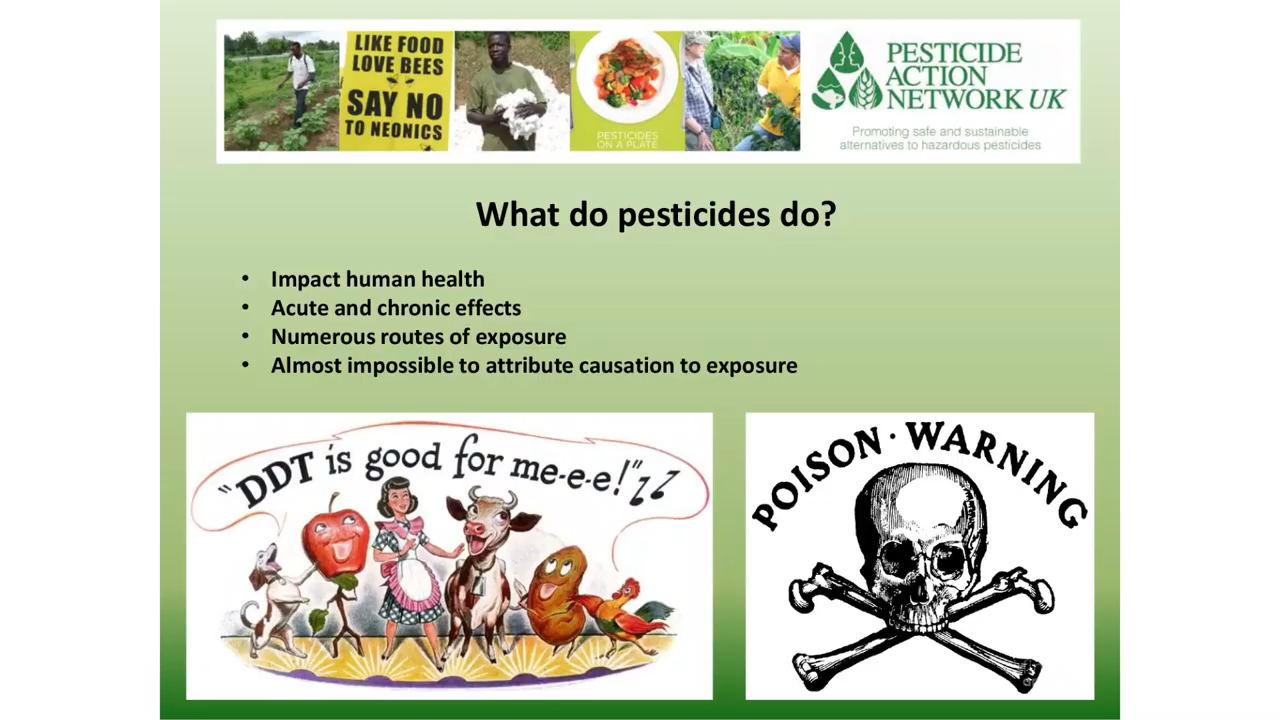 LIKE FOOD
LOVE BEES
SAY NO
TO NEONICS
PESTICIDES
ON A PLATE
PESTICIDE
ACTION
NETWORK UK
Promoting safe and sustainable
alternatives to hazardous pesticides
What do pesticides do?
• Impact human health
• Acute and chronic effects
• Numerous routes of exposure
• Almost impossible to attribute causation to exposure
"DDT is good for me-e-e!"
POISON · WARNING